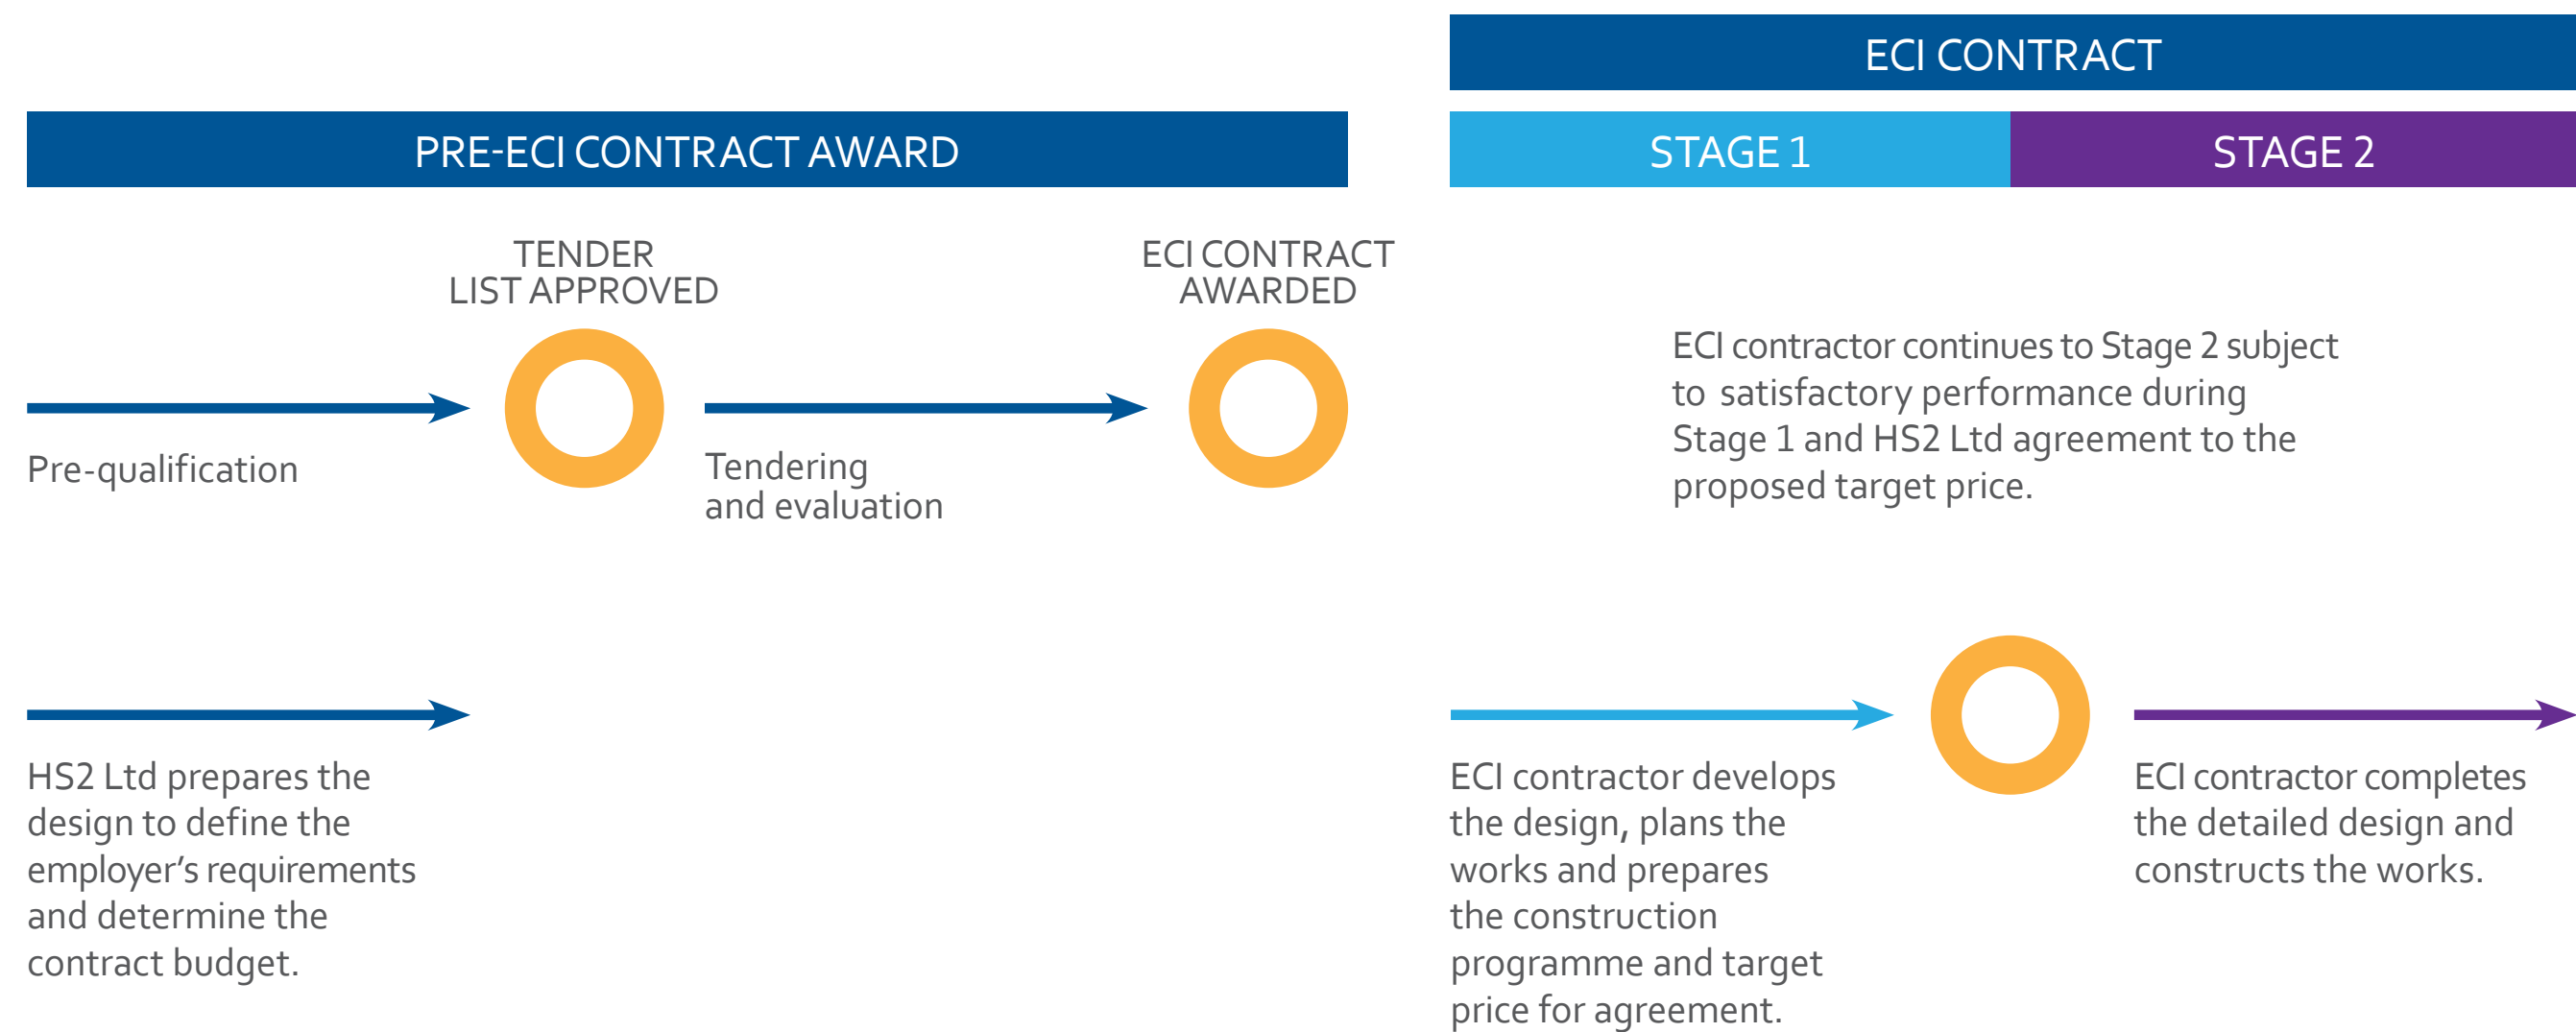 ECI CONTRACT
PRE-ECI CONTRACT AWARD
STAGE 1
STAGE 2
TENDER
LIST APPROVED
ECI CONTRACT
AWARDED
Pre-qualification
Tendering
and evaluation
ECI contractor continues to Stage 2 subject
to satisfactory performance during
Stage 1 and HS2 Ltd agreement to the
proposed target price.
HS2 Ltd prepares the
design to define the
employer’s requirements
and determine the
contract budget.
ECI contractor develops
the design, plans the
works and prepares
the construction
programme and target
price for agreement.
ECI contractor completes
the detailed design and
constructs the works.